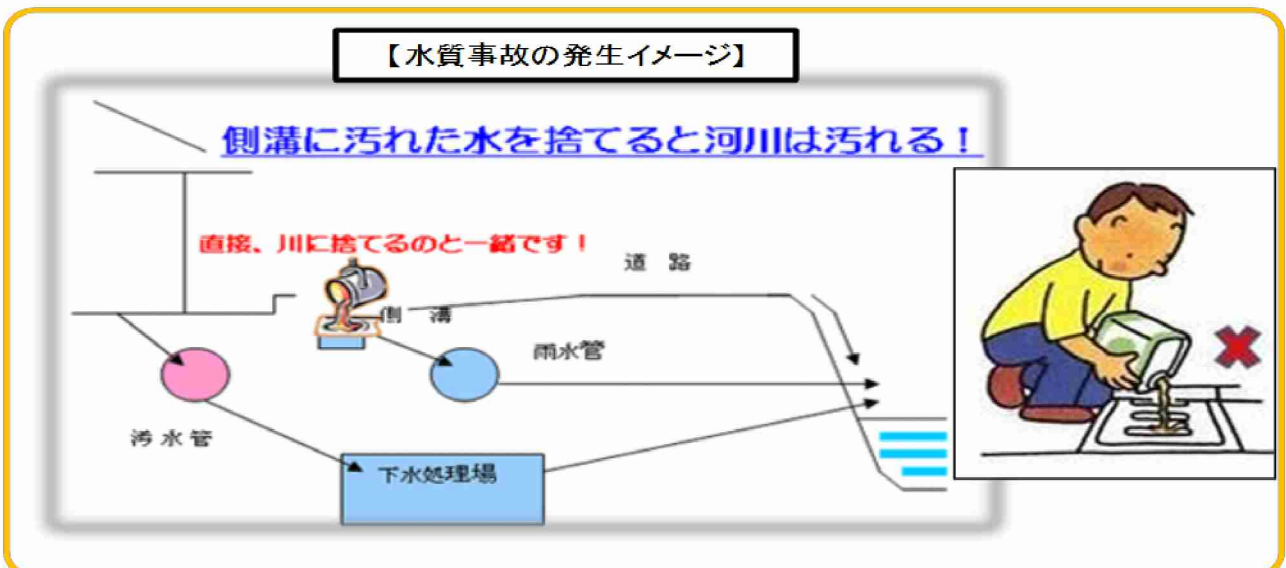 【水質事故の発生イメージ】
側溝に汚れた水を捨てると河川は汚れる！
直接、川に捨てるのと一緒です！
道 路
側 溝
雨水管
汚水管
下水処理場